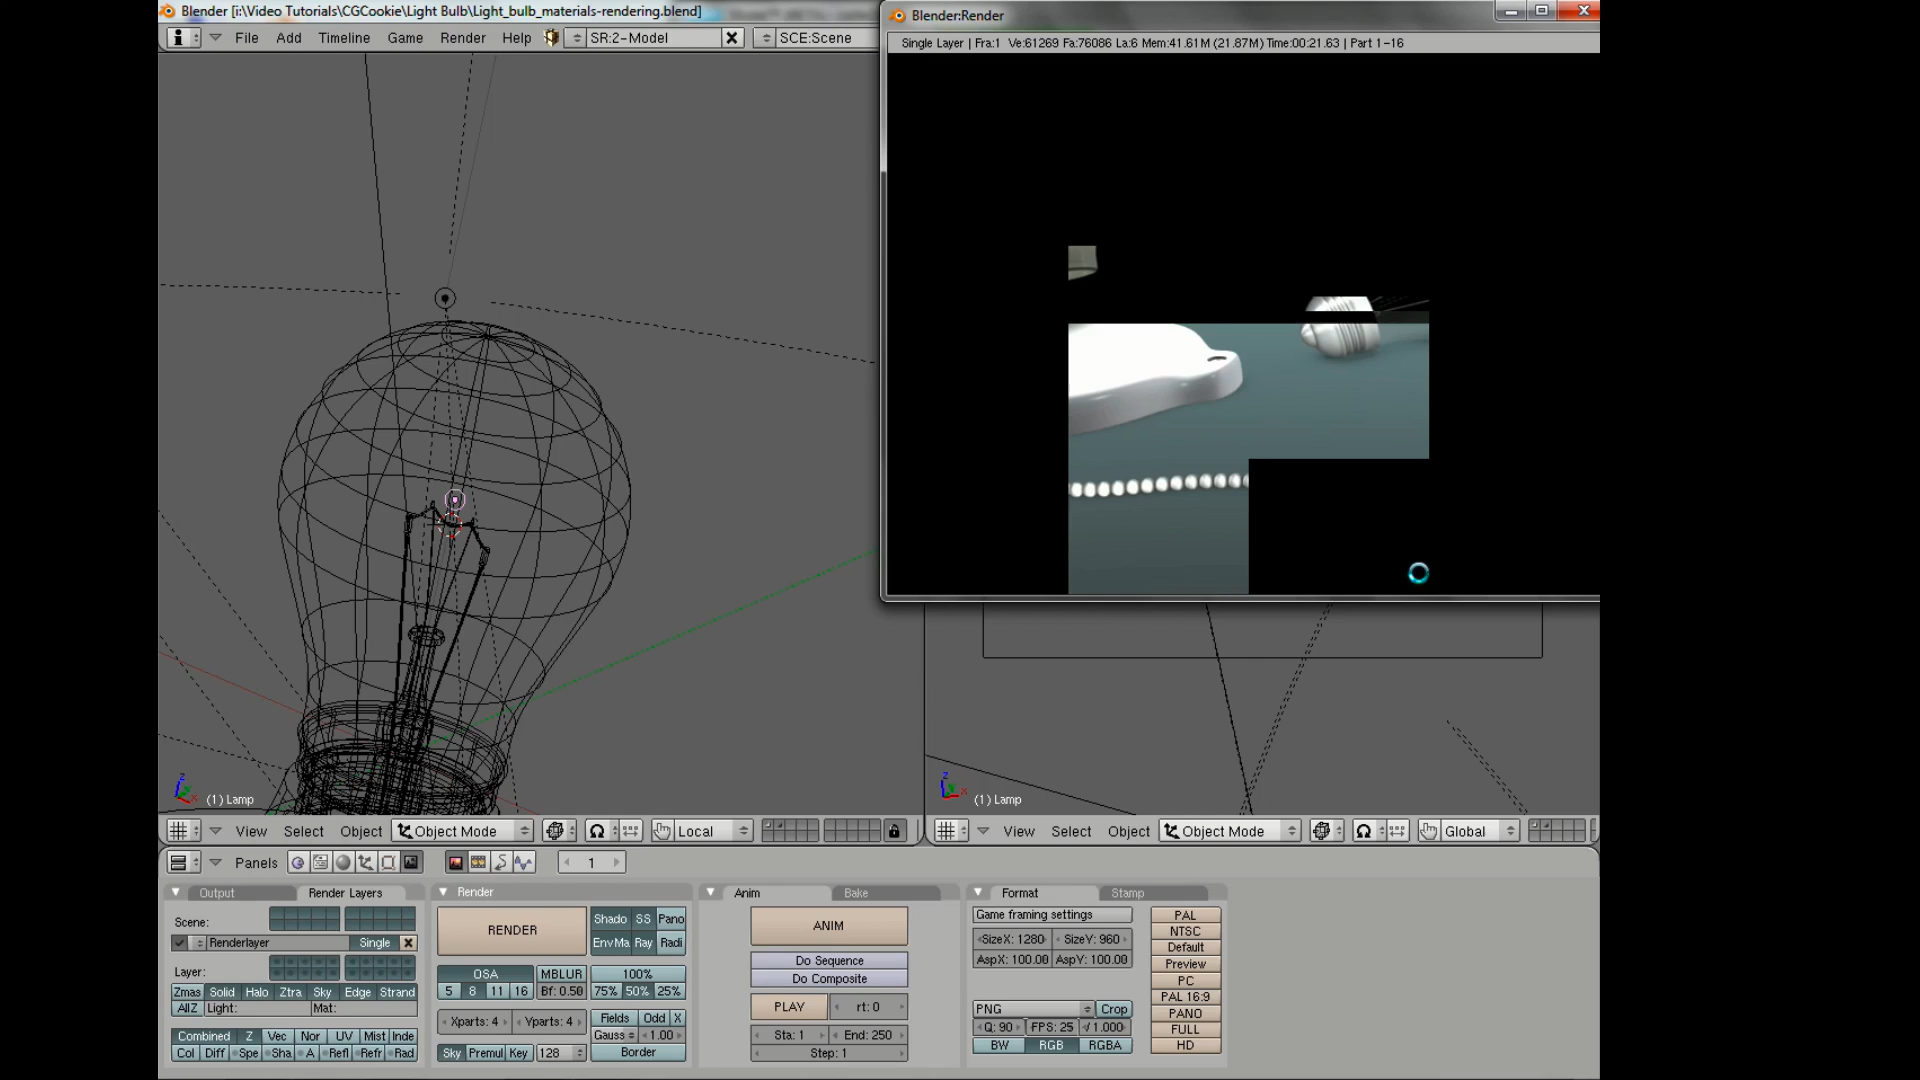 Blender [i:\Video Tutorials\CGCookie\Light Bulb\Light_bulb_materials-rendering.blend]
File Add Timeline Game Render Help SR:2-Model SCE:Scene
Blender:Render
Single Layer | Fra:1 Ve:61269 Fa:76086 La:6 Mem:41.61M (21.87M) Time:00:21.63 | Part 1-16
z
x
(1) Lamp
z
x
(1) Lamp
View Select Object Object Mode Local
View Select Object Object Mode Global
Panels 1
Output Render Layers
Scene:
Renderlayer Single
Layer:
Zmas Solid Halo Ztra Sky Edge Strand
AllZ Light: Mat:
Combined Z Vec Nor UV Mist Inde
Col Diff Spe Sha A Refl Refr Rad
Render
RENDER
Shado SS Pano
EnvMa Ray Radi
OSA MBLUR 100%
5 8 11 16 Bf: 0.50 75% 50% 25%
Xparts: 4 Yparts: 4 Fields Odd X
Gauss 1.00
Sky Premul Key 128 Border
Anim Bake
ANIM
Do Sequence
Do Composite
PLAY rt: 0
Sta: 1 End: 250
Step: 1
Format Stamp
Game framing settings
SizeX: 1280 SizeY: 960
AspX: 100.00 AspY: 100.00
PNG Crop
Q: 90 FPS: 25 / 1.000
BW RGB RGBA
PAL
NTSC
Default
Preview
PC
PAL 16:9
PANO
FULL
HD